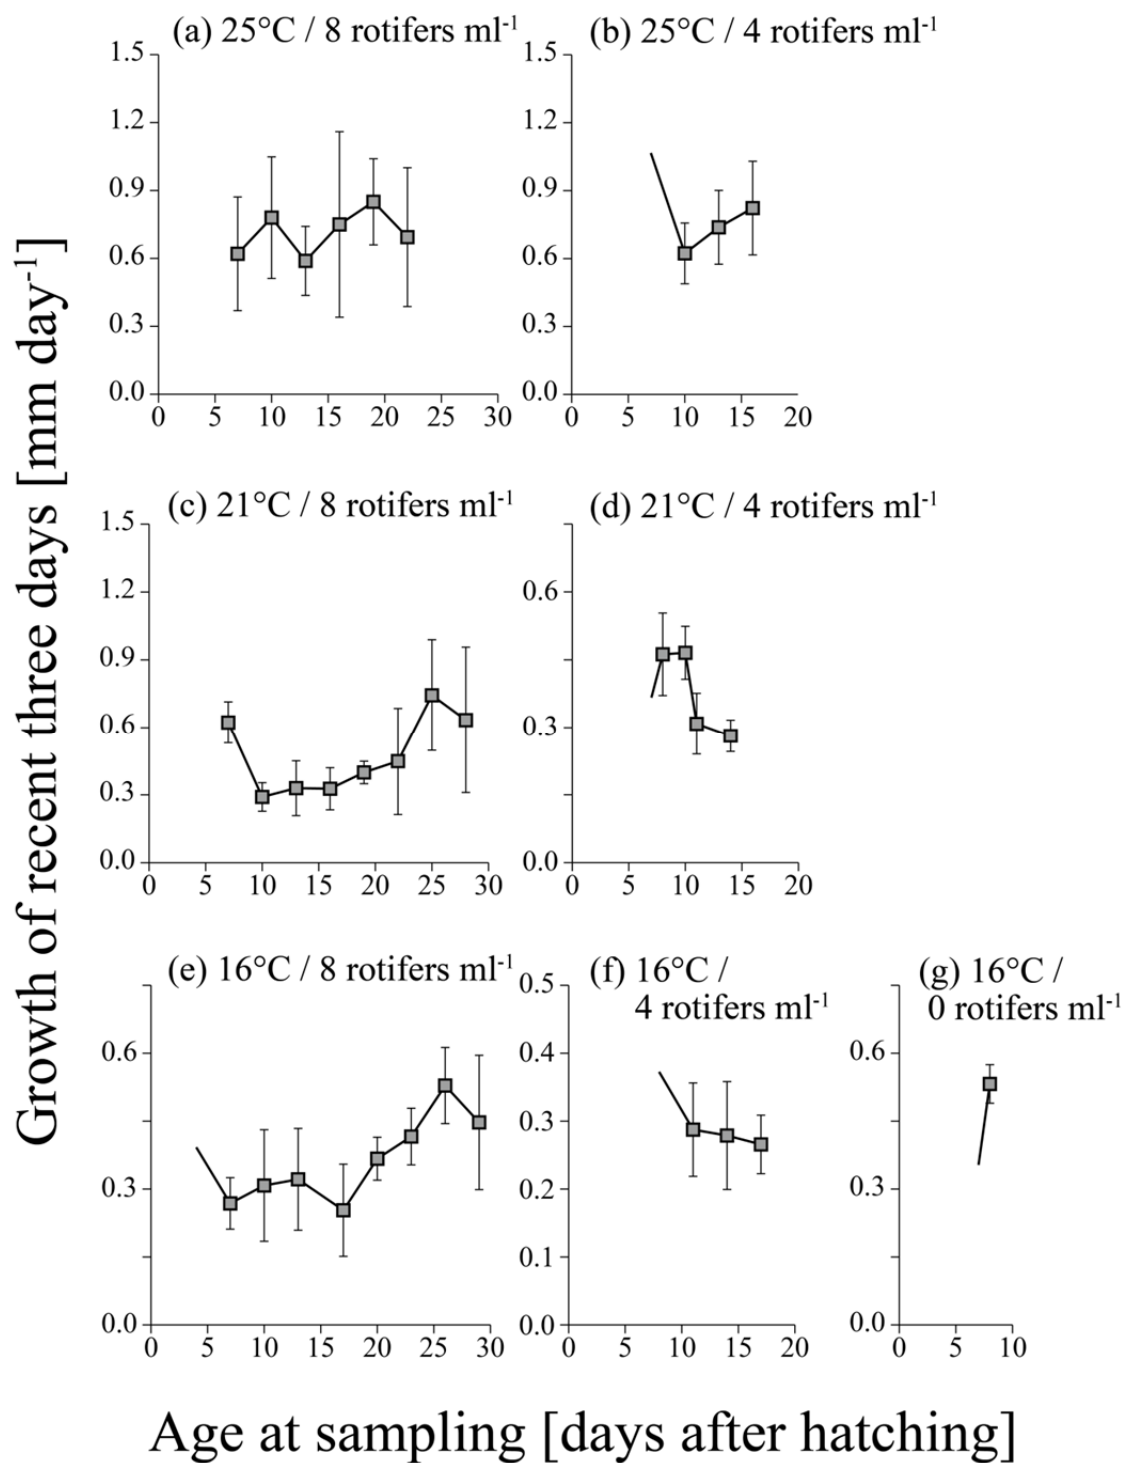 Growth of recent three days [mm day-1]
(a) 25°C / 8 rotifers ml-1
1.5
1.2
0.9
0.6
0.3
0.0
0 5 10 15 20 25 30
(b) 25°C / 4 rotifers ml-1
1.5
1.2
0.9
0.6
0.3
0.0
0 5 10 15 20
(c) 21°C / 8 rotifers ml-1
1.5
1.2
0.9
0.6
0.3
0.0
0 5 10 15 20 25 30
(d) 21°C / 4 rotifers ml-1
0.6
0.3
0.0
0 5 10 15 20
(e) 16°C / 8 rotifers ml-1
0.6
0.3
0.0
0 5 10 15 20 25 30
(f) 16°C /
4 rotifers ml-1
0.5
0.4
0.3
0.2
0.1
0.0
0 5 10 15 20
(g) 16°C /
0 rotifers ml-1
0.6
0.3
0.0
0 5 10
Age at sampling [days after hatching]